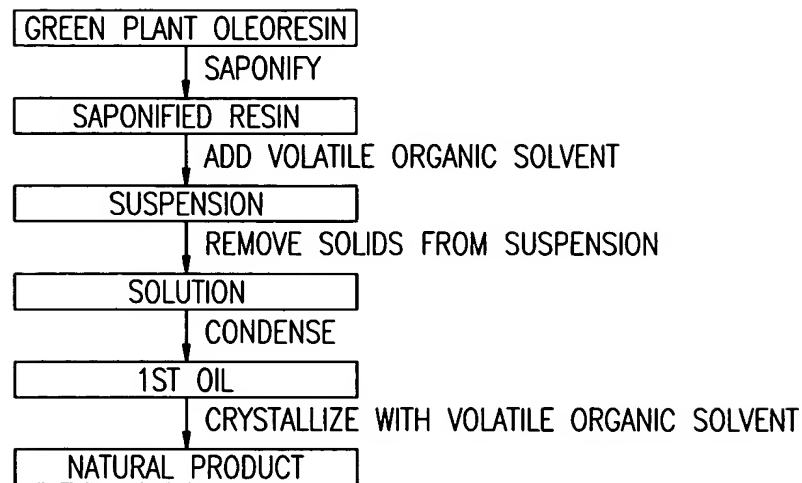 GREEN PLANT OLEORESIN
SAPONIFY
SAPONIFIED RESIN
ADD VOLATILE ORGANIC SOLVENT
SUSPENSION
REMOVE SOLIDS FROM SUSPENSION
SOLUTION
CONDENSE
1ST OIL
CRYSTALLIZE WITH VOLATILE ORGANIC SOLVENT
NATURAL PRODUCT